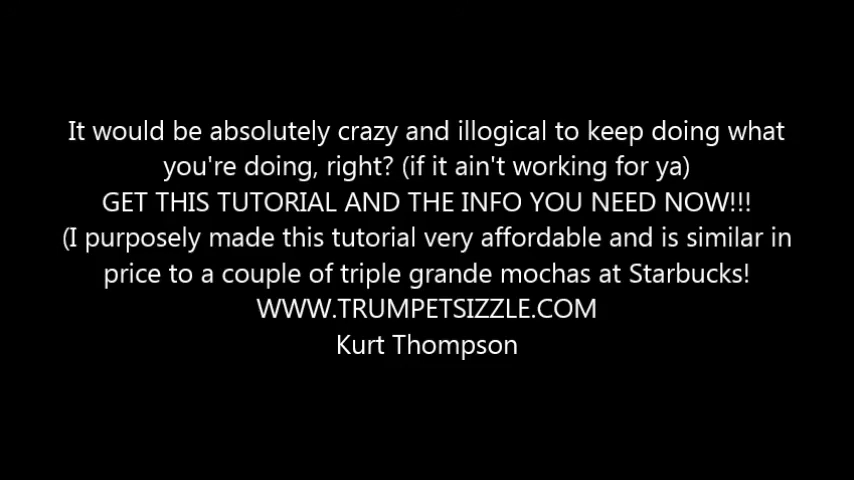 It would be absolutely crazy and illogical to keep doing what
you're doing, right? (if it ain't working for ya)
GET THIS TUTORIAL AND THE INFO YOU NEED NOW!!!
(I purposely made this tutorial very affordable and is similar in
price to a couple of triple grande mochas at Starbucks!
WWW.TRUMPETSIZZLE.COM
Kurt Thompson